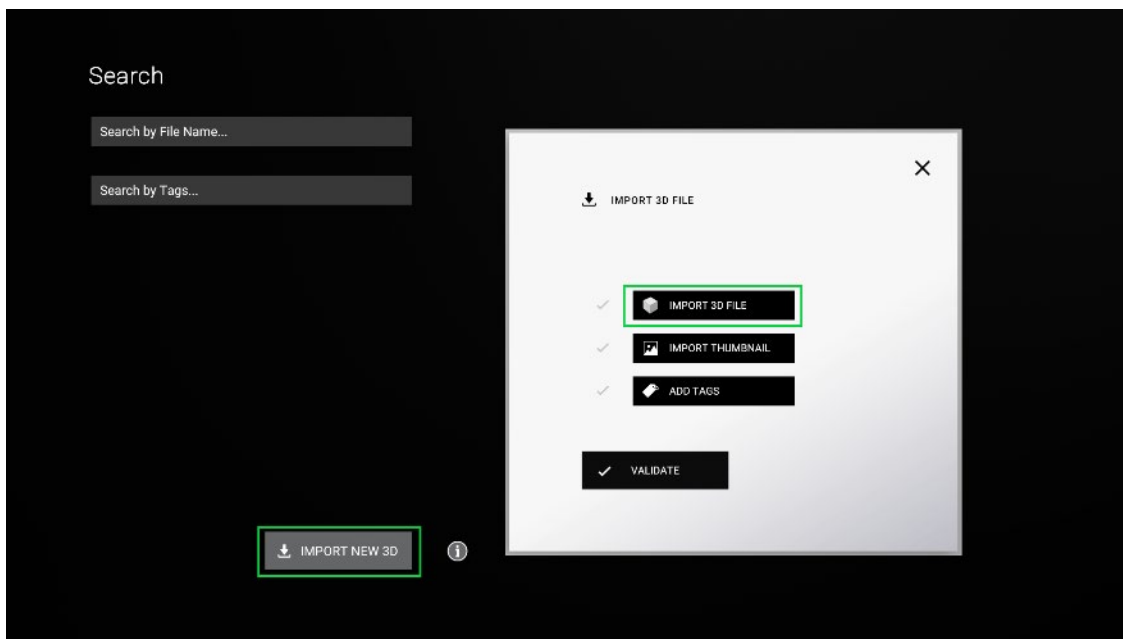 Search
Search by File Name...
Search by Tags...
IMPORT 3D FILE
IMPORT 3D FILE
IMPORT THUMBNAIL
ADD TAGS
VALIDATE
IMPORT NEW 3D